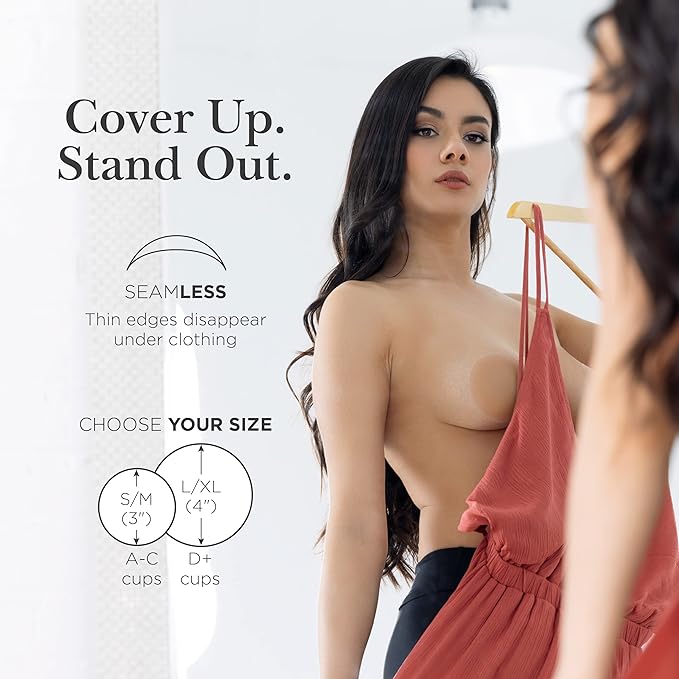 Cover Up.
Stand Out.
SEAMLESS
Thin edges disappear
under clothing
CHOOSE YOUR SIZE
S/M
(3")
L/XL
(4")
A-C
cups
D+
cups